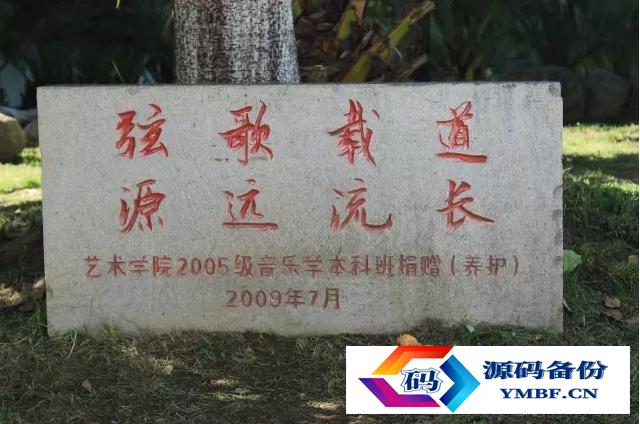 弦歌载道
源远流长
艺术学院2005级音乐学本科班捐赠(养护)
2009年7月
码
源码备份
YMBF.CN